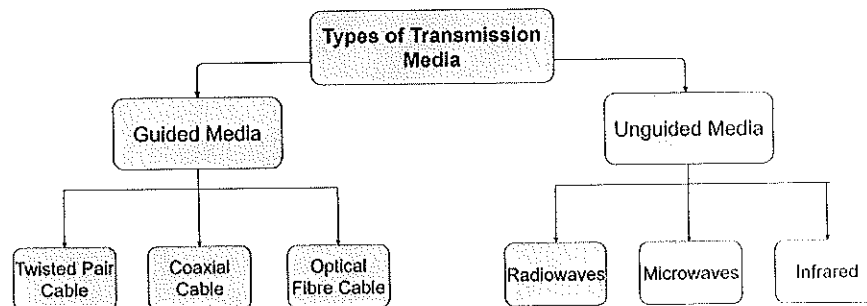 Types of Transmission
Media
Guided Media
Unguided Media
Twisted Pair
Cable
Coaxial
Cable
Optical
Fibre Cable
Radiowaves
Microwaves
Infrared